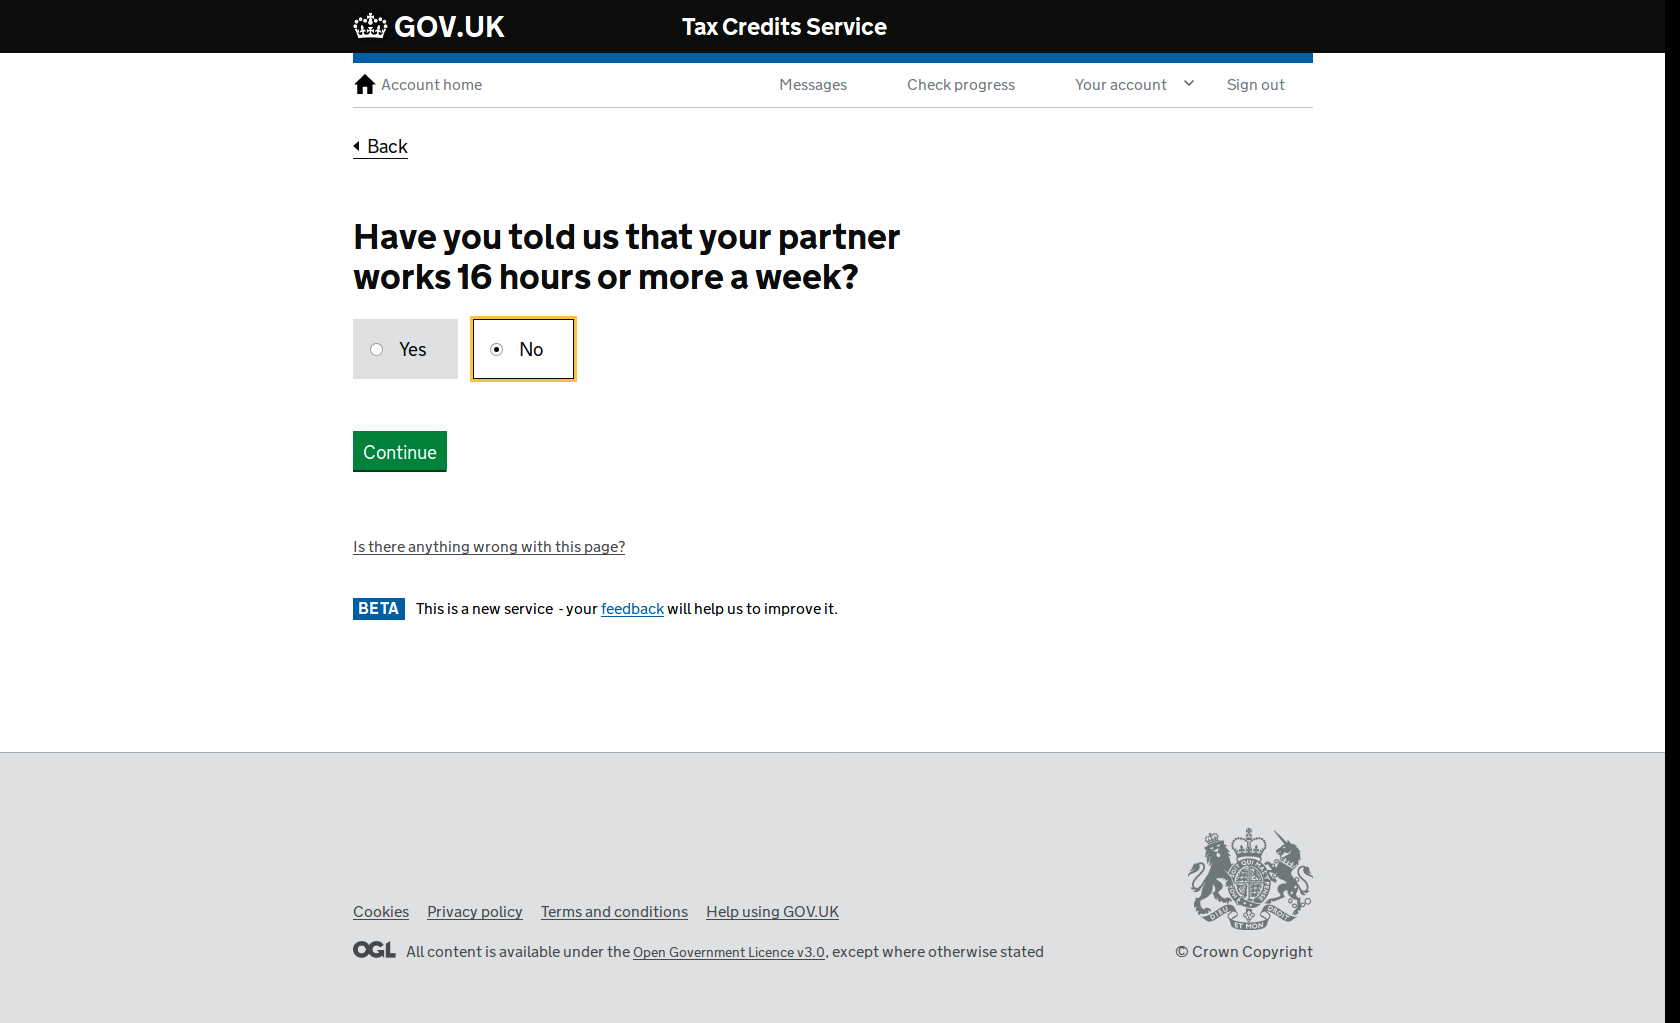 GOV.UK
Tax Credits Service
Account home
Messages
Check progress
Your account
Sign out
Back
Have you told us that your partner
works 16 hours or more a week?
Yes
No
Continue
Is there anything wrong with this page?
BETA This is a new service - your feedback will help us to improve it.
Cookies Privacy policy Terms and conditions Help using GOV.UK
OGL All content is available under the Open Government Licence v3.0, except where otherwise stated
© Crown Copyright